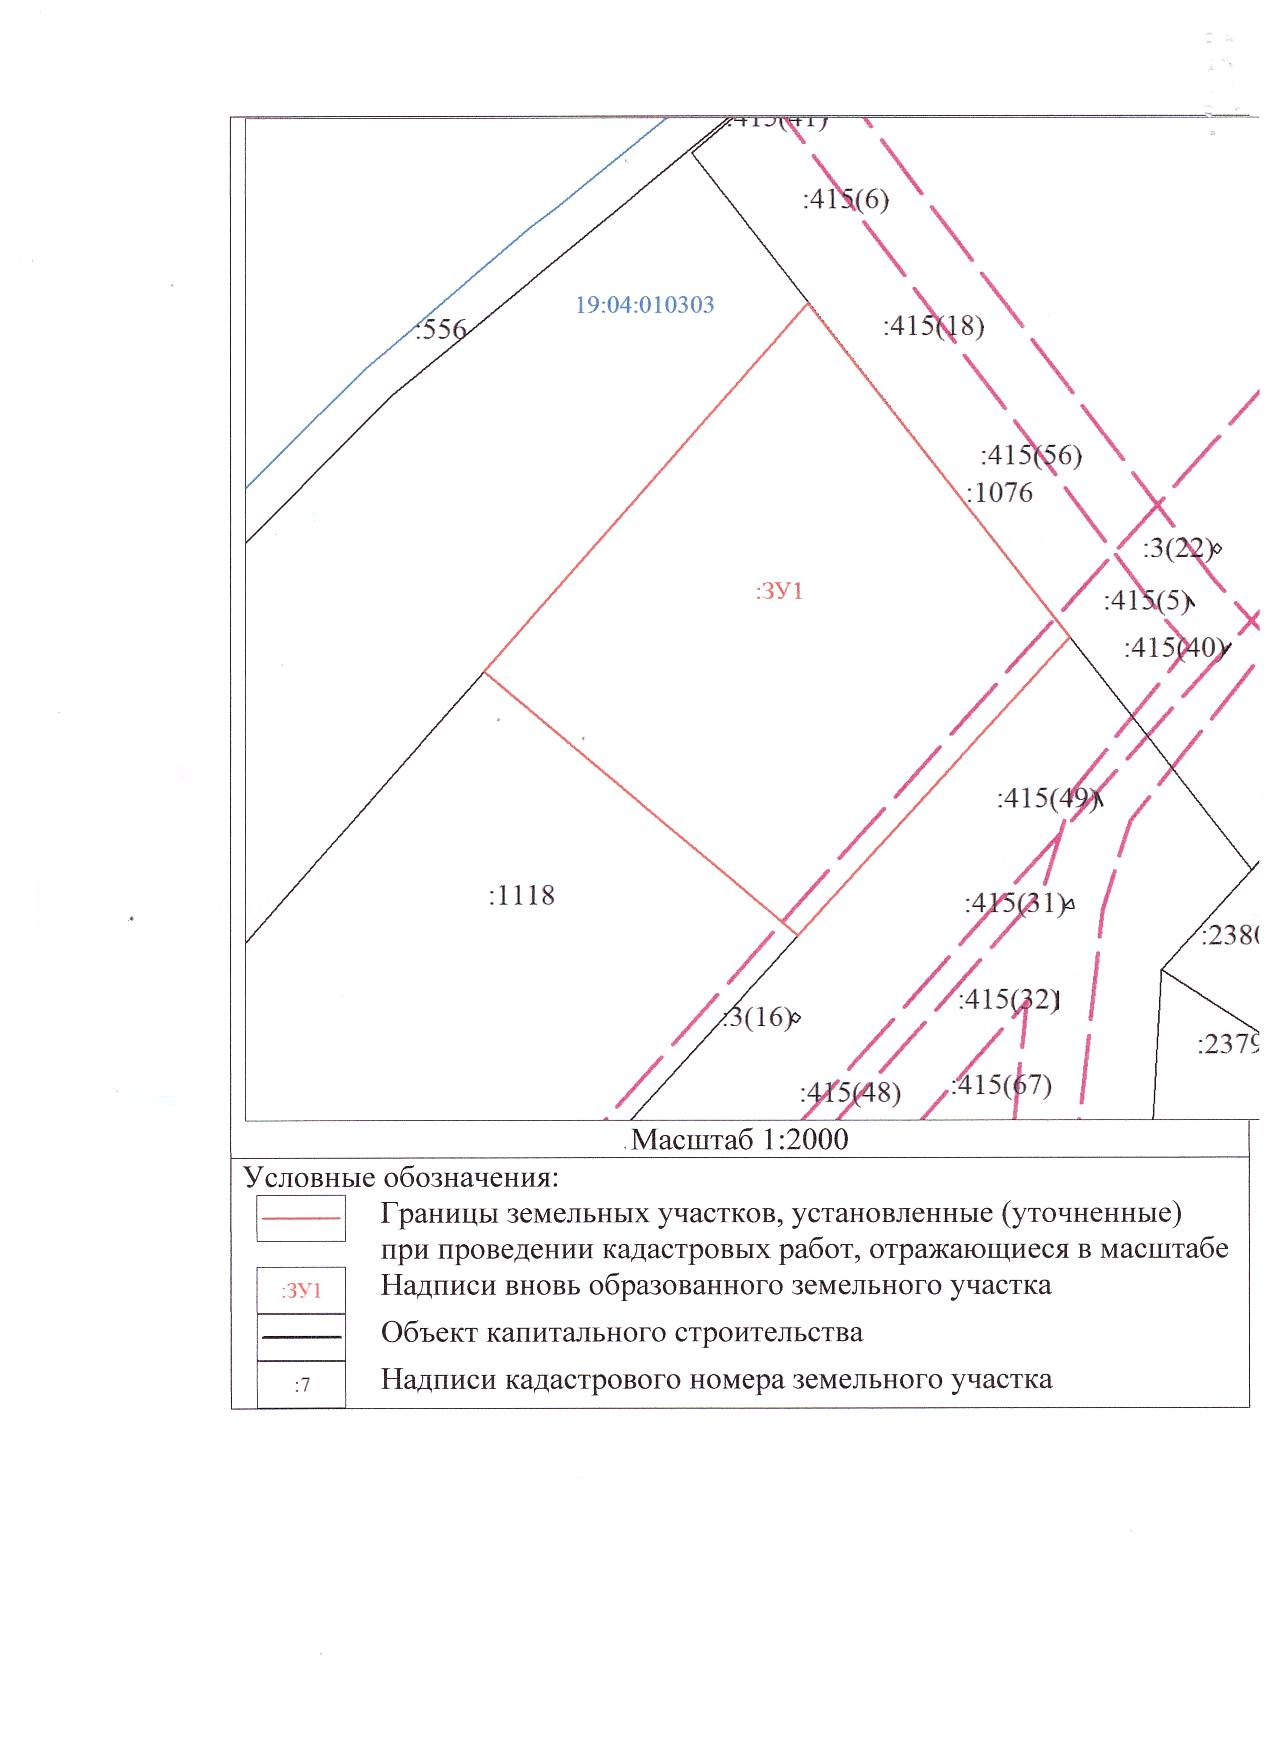 :415(41)
:415(6)
19:04:010303
:556
:415(18)
:415(56)
:1076
:3(22)
:ЗУ1
:415(5)
:415(40)
:415(49)
:1118
:415(31)
:2380
:415(32)
:3(16)
:2379
:415(67)
:415(48)
Масштаб 1:2000
Условные обозначения:
Границы земельных участков, установленные (уточненные)
при проведении кадастровых работ, отражающиеся в масштабе
:ЗУ1 Надписи вновь образованного земельного участка
Объект капитального строительства
:7 Надписи кадастрового номера земельного участка